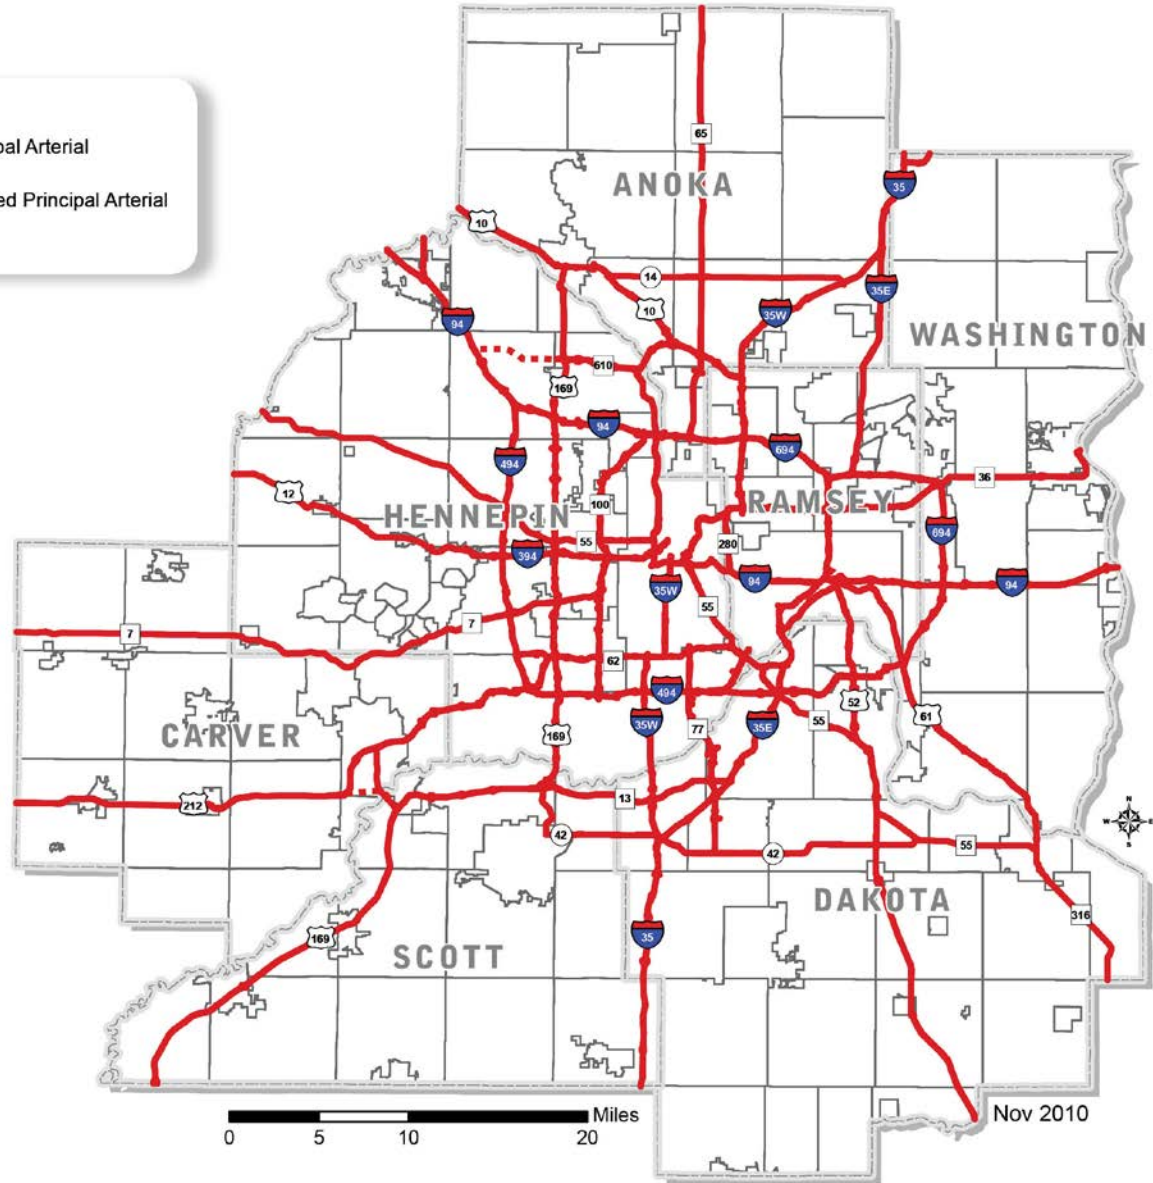 pal Arterial
ed Principal Arterial
65
ANOKA
35
10
14
35E
10
35W
94
WASHINGTON
610
169
94
694
494
36
12
100
RAMSEY
HENNEPIN
55
280
694
394
94
94
35W
55
7
7
62
494
52
35W
35E
55
61
77
169
CARVER
212
13
42
42
55
DAKOTA
316
169
35
SCOTT
N
W E
S
Miles
0 5 10 20
Nov 2010